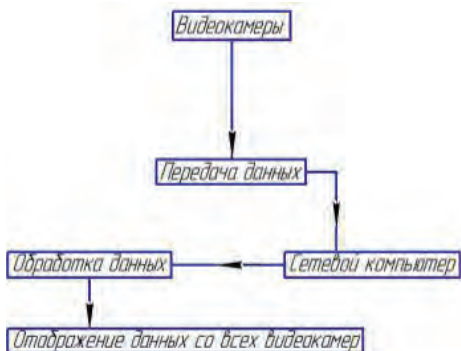 Видеокамеры
Передача данных
Обработка данных
Сетевой компьютер
Отображение данных со всех видеокамер